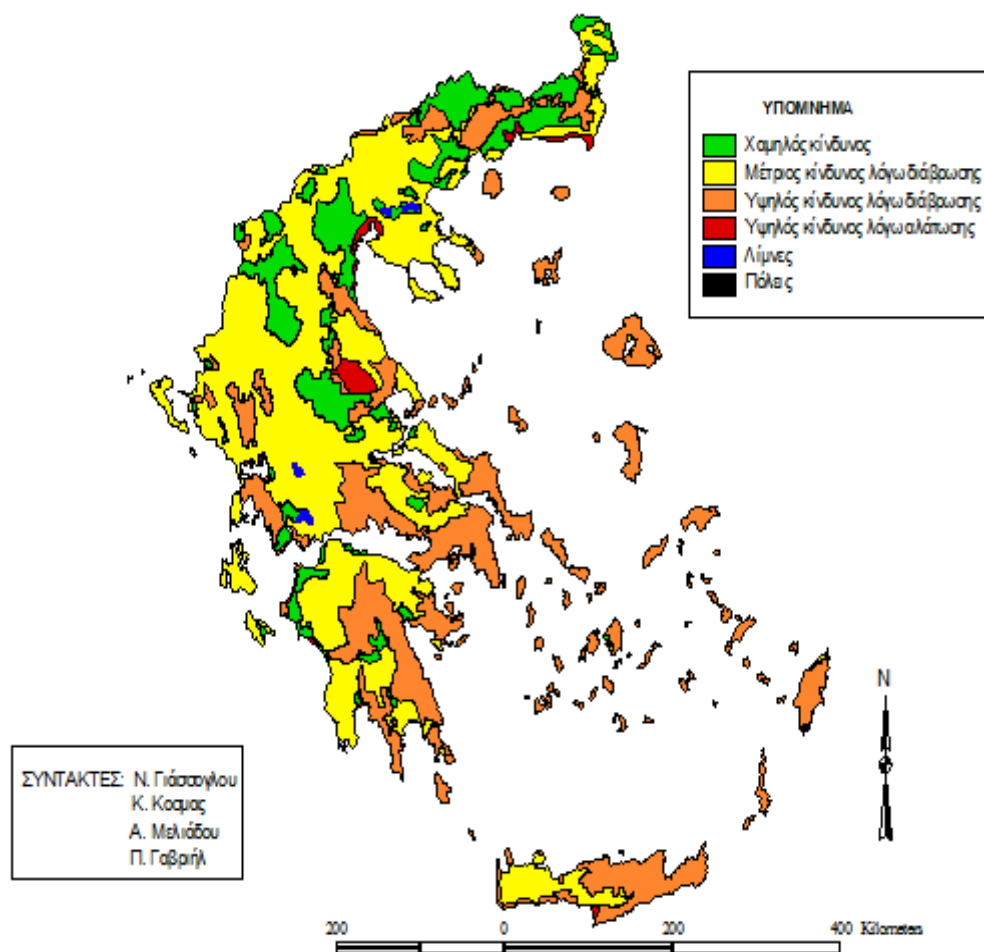 ΥΠΟΜΝΗΜΑ
Χαμηλός κίνδυνος
Μέτριος κίνδυνος λόγω διάβρωσης
Υψηλός κίνδυνος λόγω διάβρωσης
Υψηλός κίνδυνος λόγω αλάτωσης
Λίμνες
Πόλεις
N
ΣΥΝΤΑΚΤΕΣ: Ν. Γιάσσογλου
Κ. Κοσμας
Α. Μελιάδου
Π. Γαβριήλ
200 0 200 400 Kilometers